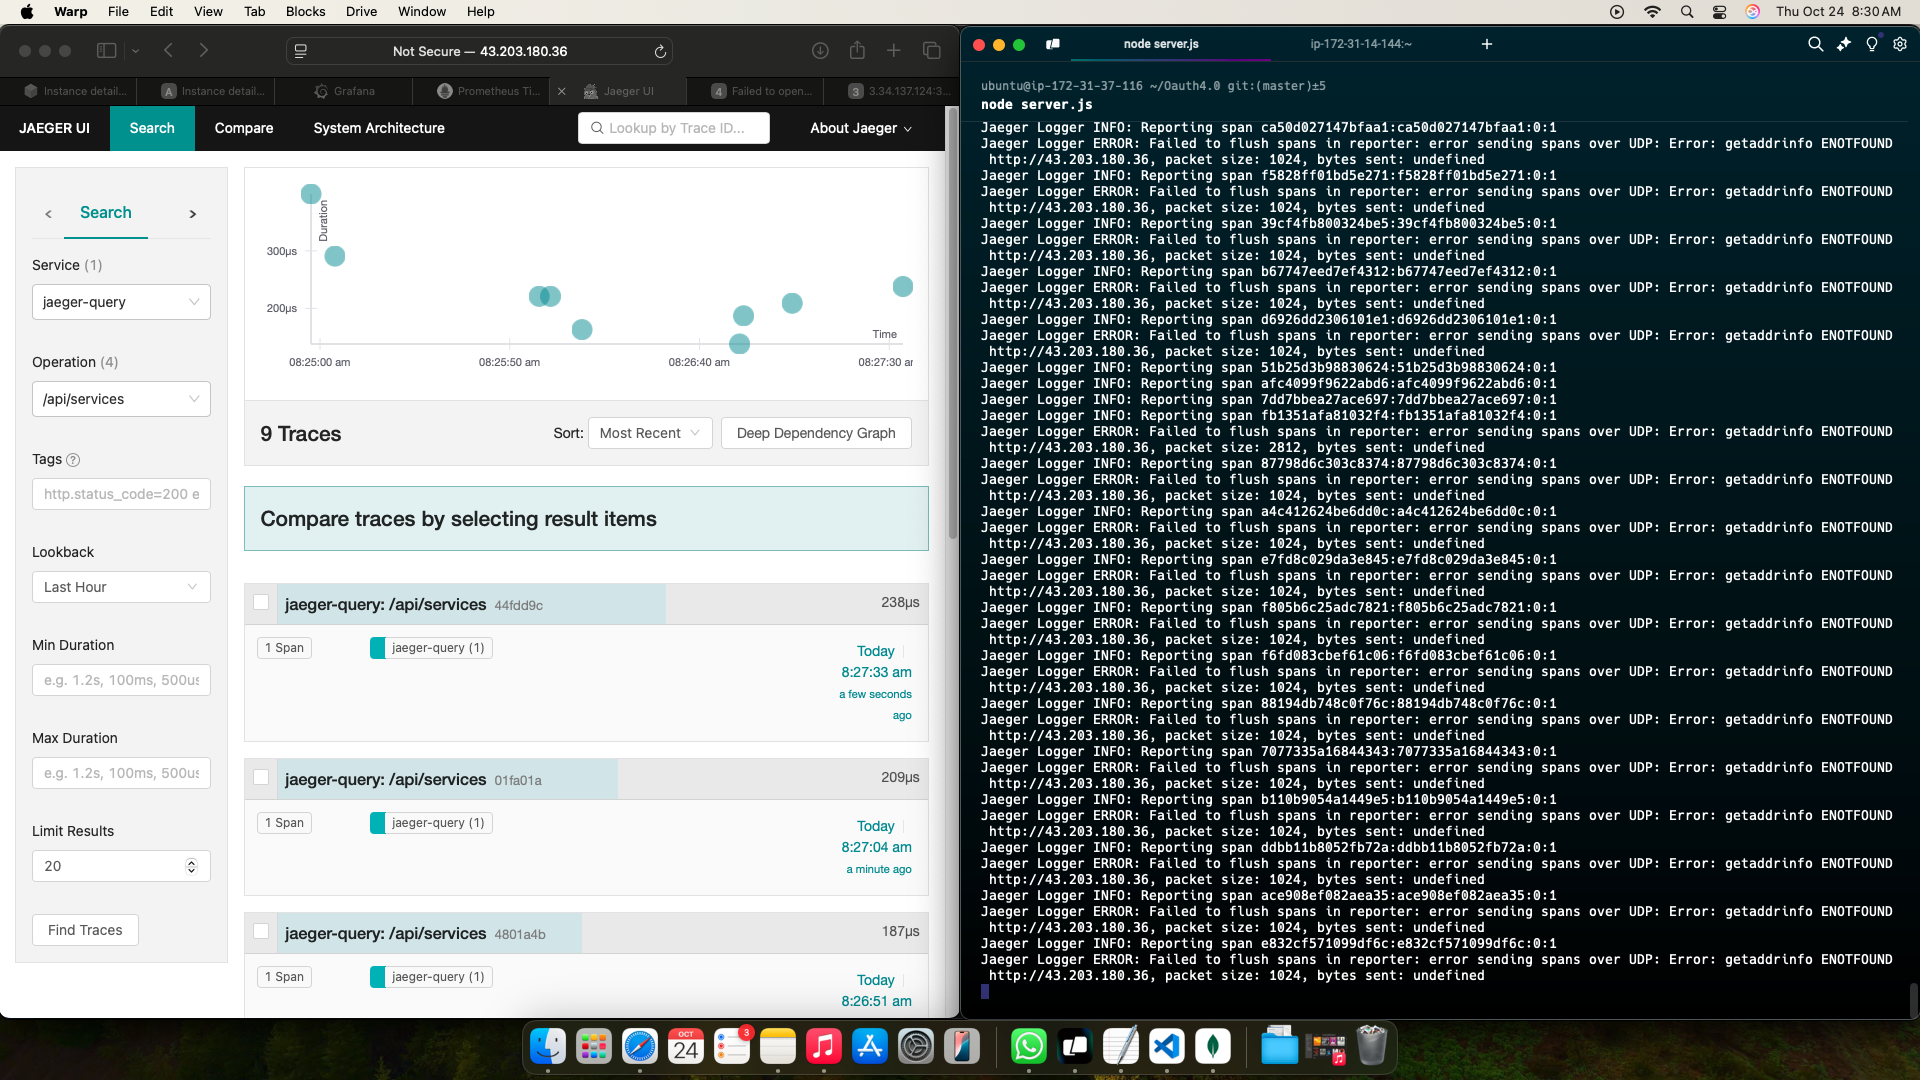 Warp File Edit View Tab Blocks Drive Window Help
Thu Oct 24 8:30 AM
Not Secure — 43.203.180.36
Instance detail...
Instance detail...
Grafana
Prometheus Ti...
Jaeger UI
Failed to open...
3.34.137.124:3...
JAEGER UI
Search
Compare
System Architecture
Lookup by Trace ID...
About Jaeger
Search
Service (1)
jaeger-query
Operation (4)
/api/services
Tags
http.status_code=200 e
Lookback
Last Hour
Min Duration
e.g. 1.2s, 100ms, 500us
Max Duration
e.g. 1.2s, 100ms, 500us
Limit Results
20
Find Traces
Duration
300µs
200µs
Time
08:25:00 am
08:25:50 am
08:26:40 am
08:27:30 ar
9 Traces
Sort: Most Recent
Deep Dependency Graph
Compare traces by selecting result items
jaeger-query: /api/services 44fdd9c
238µs
1 Span
jaeger-query (1)
Today
8:27:33 am
a few seconds
ago
jaeger-query: /api/services 01fa01a
209µs
1 Span
jaeger-query (1)
Today
8:27:04 am
a minute ago
jaeger-query: /api/services 4801a4b
187µs
1 Span
jaeger-query (1)
Today
8:26:51 am
node server.js
ip-172-31-14-144:~
ubuntu@ip-172-31-37-116 ~/Oauth4.0 git:(master)±5
node server.js
Jaeger Logger INFO: Reporting span ca50d027147bfaa1:ca50d027147bfaa1:0:1
Jaeger Logger ERROR: Failed to flush spans in reporter: error sending spans over UDP: Error: getaddrinfo ENOTFOUND
http://43.203.180.36, packet size: 1024, bytes sent: undefined
Jaeger Logger INFO: Reporting span f5828ff01bd5e271:f5828ff01bd5e271:0:1
Jaeger Logger ERROR: Failed to flush spans in reporter: error sending spans over UDP: Error: getaddrinfo ENOTFOUND
http://43.203.180.36, packet size: 1024, bytes sent: undefined
Jaeger Logger INFO: Reporting span 39cf4fb800324be5:39cf4fb800324be5:0:1
Jaeger Logger ERROR: Failed to flush spans in reporter: error sending spans over UDP: Error: getaddrinfo ENOTFOUND
http://43.203.180.36, packet size: 1024, bytes sent: undefined
Jaeger Logger INFO: Reporting span b67747eed7ef4312:b67747eed7ef4312:0:1
Jaeger Logger ERROR: Failed to flush spans in reporter: error sending spans over UDP: Error: getaddrinfo ENOTFOUND
http://43.203.180.36, packet size: 1024, bytes sent: undefined
Jaeger Logger INFO: Reporting span d6926dd2306101e1:d6926dd2306101e1:0:1
Jaeger Logger ERROR: Failed to flush spans in reporter: error sending spans over UDP: Error: getaddrinfo ENOTFOUND
http://43.203.180.36, packet size: 1024, bytes sent: undefined
Jaeger Logger INFO: Reporting span 51b25d3b98830624:51b25d3b98830624:0:1
Jaeger Logger INFO: Reporting span afc4099f9622abd6:afc4099f9622abd6:0:1
Jaeger Logger INFO: Reporting span 7dd7bbea27ace697:7dd7bbea27ace697:0:1
Jaeger Logger INFO: Reporting span fb1351afa81032f4:fb1351afa81032f4:0:1
Jaeger Logger ERROR: Failed to flush spans in reporter: error sending spans over UDP: Error: getaddrinfo ENOTFOUND
http://43.203.180.36, packet size: 2812, bytes sent: undefined
Jaeger Logger INFO: Reporting span 87798d6c303c8374:87798d6c303c8374:0:1
Jaeger Logger ERROR: Failed to flush spans in reporter: error sending spans over UDP: Error: getaddrinfo ENOTFOUND
http://43.203.180.36, packet size: 1024, bytes sent: undefined
Jaeger Logger INFO: Reporting span a4c412624be6dd0c:a4c412624be6dd0c:0:1
Jaeger Logger ERROR: Failed to flush spans in reporter: error sending spans over UDP: Error: getaddrinfo ENOTFOUND
http://43.203.180.36, packet size: 1024, bytes sent: undefined
Jaeger Logger INFO: Reporting span e7fd8c029da3e845:e7fd8c029da3e845:0:1
Jaeger Logger ERROR: Failed to flush spans in reporter: error sending spans over UDP: Error: getaddrinfo ENOTFOUND
http://43.203.180.36, packet size: 1024, bytes sent: undefined
Jaeger Logger INFO: Reporting span f805b6c25adc7821:f805b6c25adc7821:0:1
Jaeger Logger ERROR: Failed to flush spans in reporter: error sending spans over UDP: Error: getaddrinfo ENOTFOUND
http://43.203.180.36, packet size: 1024, bytes sent: undefined
Jaeger Logger INFO: Reporting span f6fd083cbef61c06:f6fd083cbef61c06:0:1
Jaeger Logger ERROR: Failed to flush spans in reporter: error sending spans over UDP: Error: getaddrinfo ENOTFOUND
http://43.203.180.36, packet size: 1024, bytes sent: undefined
Jaeger Logger INFO: Reporting span 88194db748c0f76c:88194db748c0f76c:0:1
Jaeger Logger ERROR: Failed to flush spans in reporter: error sending spans over UDP: Error: getaddrinfo ENOTFOUND
http://43.203.180.36, packet size: 1024, bytes sent: undefined
Jaeger Logger INFO: Reporting span 7077335a16844343:7077335a16844343:0:1
Jaeger Logger ERROR: Failed to flush spans in reporter: error sending spans over UDP: Error: getaddrinfo ENOTFOUND
http://43.203.180.36, packet size: 1024, bytes sent: undefined
Jaeger Logger INFO: Reporting span b110b9054a1449e5:b110b9054a1449e5:0:1
Jaeger Logger ERROR: Failed to flush spans in reporter: error sending spans over UDP: Error: getaddrinfo ENOTFOUND
http://43.203.180.36, packet size: 1024, bytes sent: undefined
Jaeger Logger INFO: Reporting span ddbb11b8052fb72a:ddbb11b8052fb72a:0:1
Jaeger Logger ERROR: Failed to flush spans in reporter: error sending spans over UDP: Error: getaddrinfo ENOTFOUND
http://43.203.180.36, packet size: 1024, bytes sent: undefined
Jaeger Logger INFO: Reporting span ace908ef082aea35:ace908ef082aea35:0:1
Jaeger Logger ERROR: Failed to flush spans in reporter: error sending spans over UDP: Error: getaddrinfo ENOTFOUND
http://43.203.180.36, packet size: 1024, bytes sent: undefined
Jaeger Logger INFO: Reporting span e832cf571099df6c:e832cf571099df6c:0:1
Jaeger Logger ERROR: Failed to flush spans in reporter: error sending spans over UDP: Error: getaddrinfo ENOTFOUND
http://43.203.180.36, packet size: 1024, bytes sent: undefined
OCT
24
3